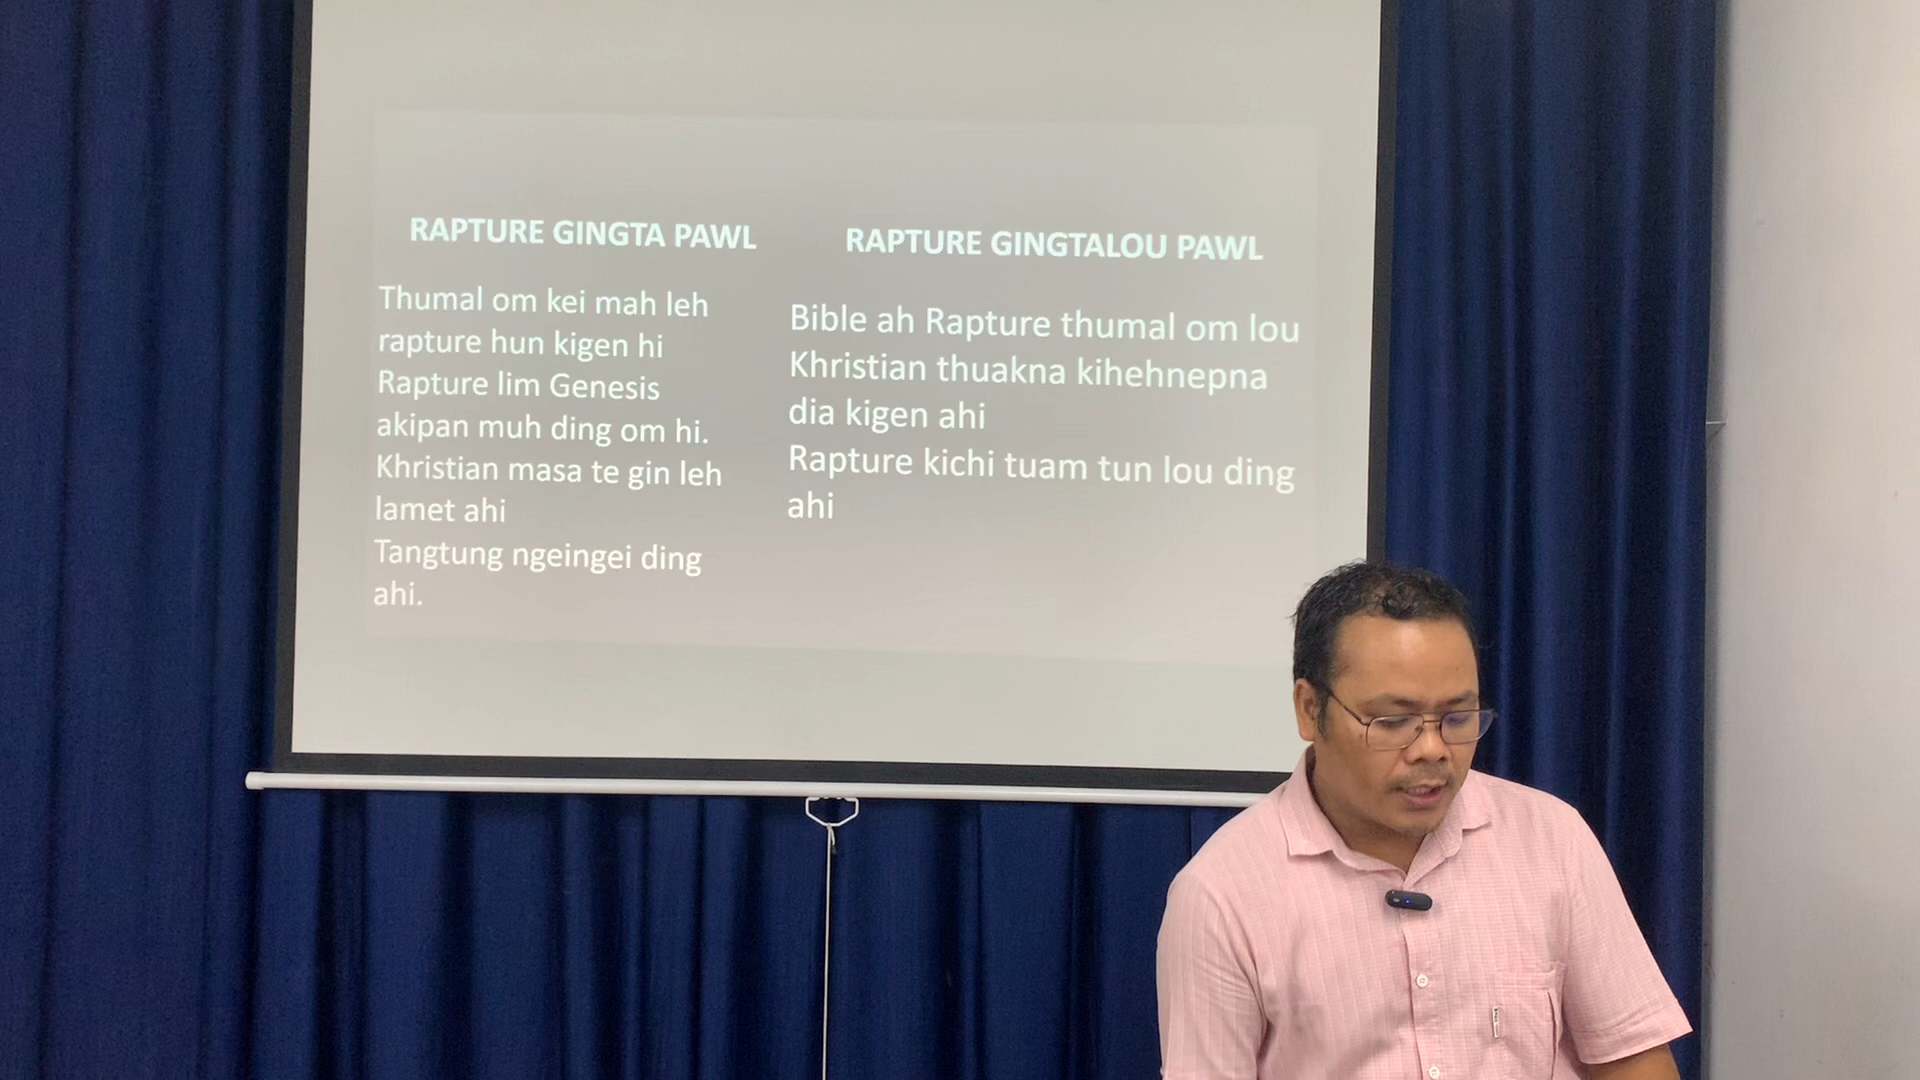 RAPTURE GINGTA PAWL
Thumal om kei mah leh
rapture hun kigen hi
Rapture lim Genesis
akipan muh ding om hi.
Khristian masa te gin leh
lamet ahi
Tangtung ngeingei ding
ahi.
RAPTURE GINGTALOU PAWL
Bible ah Rapture thumal om lou
Khristian thuakna kihehnepna
dia kigen ahi
Rapture kichi tuam tun lou ding
ahi